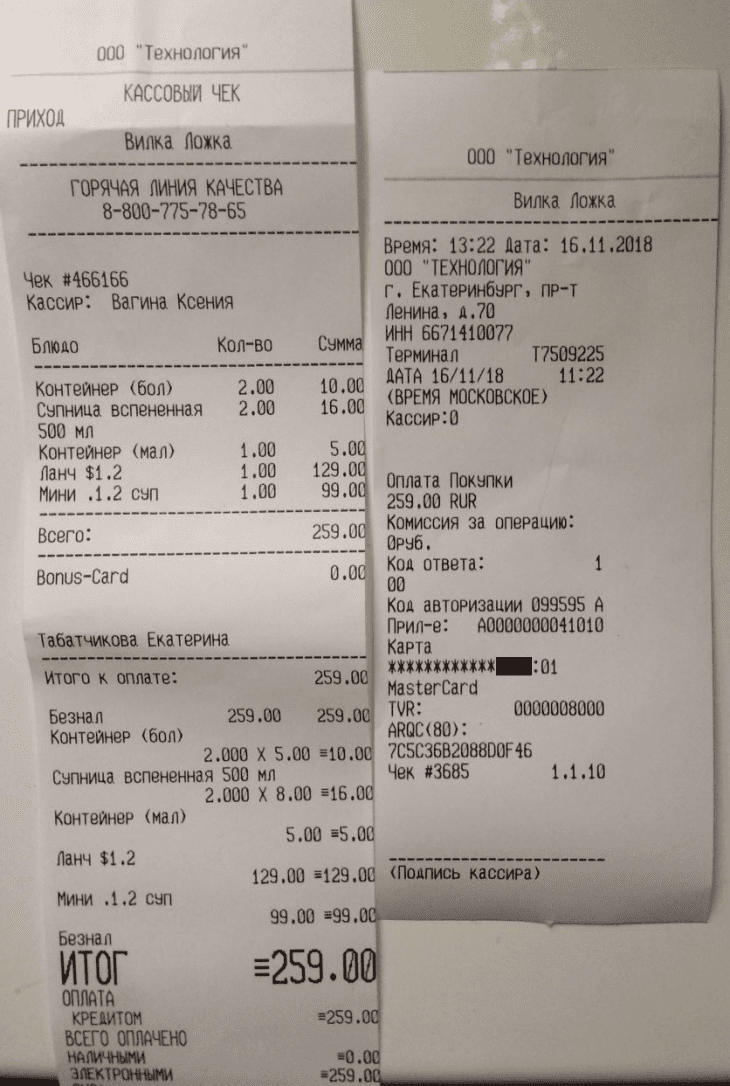 ООО "Технология"
КАССОВЫЙ ЧЕК
ПРИХОД
Вилка Ложка
ГОРЯЧАЯ ЛИНИЯ КАЧЕСТВА
8-800-775-78-65
Чек #466166
Кассир: Вагина Ксения
Блюдо Кол-во Сумма
Контейнер (бол) 2.00 10.00
Супница вспененная 2.00 16.00
500 мл
Контейнер (мал) 1.00 5.00
Ланч $1.2 1.00 129.00
Мини .1.2 суп 1.00 99.00
Всего: 259.00
Bonus-Card 0.00
Табатчикова Екатерина
Итого к оплате: 259.00
Безнал 259.00 259.00
Контейнер (бол)
2.000 X 5.00 ≡10.00
Супница вспененная 500 мл
2.000 X 8.00 ≡16.00
Контейнер (мал)
5.00 ≡5.00
Ланч $1.2
129.00 ≡129.00
Мини .1.2 суп
99.00 ≡99.00
Безнал
ИТОГ ≡259.00
ОПЛАТА
КРЕДИТОМ ≡259.00
ВСЕГО ОПЛАЧЕНО
НАЛИЧНЫМИ ≡0.00
ЭЛЕКТРОННЫМИ ≡259.00
ООО "Технология"
Вилка Ложка
Время: 13:22 Дата: 16.11.2018
ООО "ТЕХНОЛОГИЯ"
г. Екатеринбург, пр-т
Ленина, д.70
ИНН 6671410077
Терминал T7509225
ДАТА 16/11/18 11:22
(ВРЕМЯ МОСКОВСКОЕ)
Кассир:0
Оплата Покупки
259.00 RUR
Комиссия за операцию:
0руб.
Код ответа: 1
00
Код авторизации 099595 A
Прил-е: A0000000041010
Карта
************:01
MasterCard
TVR: 0000008000
ARQC(80):
7C5C36B2088D0F46
Чек #3685 1.1.10
(Подпись кассира)